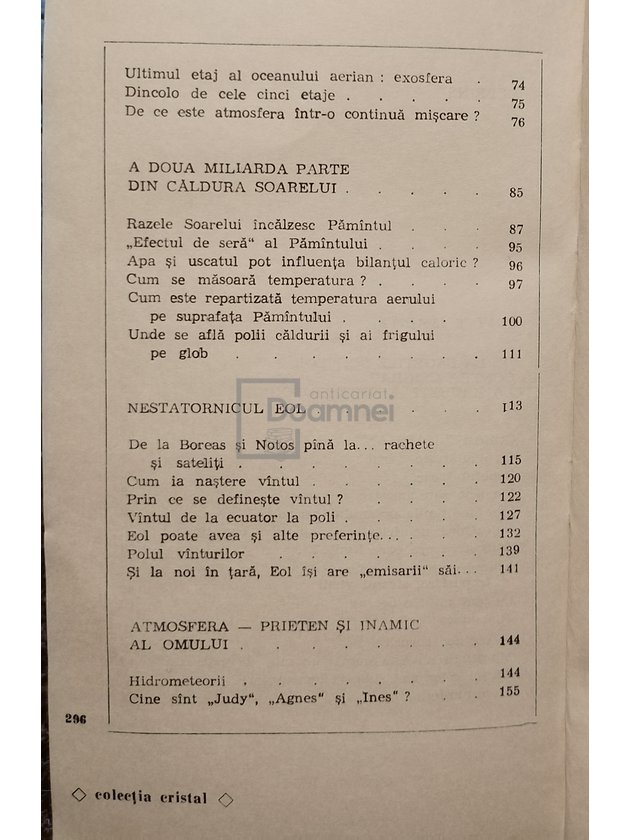 Ultimul etaj al oceanului aerian : exosfera . 74
Dincolo de cele cinci etaje . . . . . 75
De ce este atmosfera într-o continuă mişcare ? 76
A DOUA MILIARDA PARTE
DIN CĂLDURA SOARELUI . . . . 85
Razele Soarelui încălzesc Pămîntul . . . 87
„Efectul de seră“ al Pămîntului . . . . 95
Apa şi uscatul pot influenţa bilanţul caloric ? 96
Cum se măsoară temperatura ? . . . . 97
Cum este repartizată temperatura aerului
pe suprafaţa Pămîntului . . . . 100
Unde se află polii căldurii şi ai frigului
pe glob . . . . . . . 111
anticariat
Doamnei
NESTATORNICUL EOL . . . . . 113
De la Boreas şi Notos pînă la... rachete
şi sateliţi . . . . . . . 115
Cum ia naştere vîntul . . . . . 120
Prin ce se defineşte vîntul ? . . . . 122
Vîntul de la ecuator la poli . . . . 127
Eol poate avea şi alte preferinţe... . . . 132
Polul vînturilor . . . . . . 139
Şi la noi în ţară, Eol îşi are „emisarii“ săi... 141
ATMOSFERA — PRIETEN ŞI INAMIC
AL OMULUI . . . . . . . 144
Hidrometeorii . . . . . . . 144
Cine sînt „Judy“, „Agnes“ şi „Ines“ ? . . 155
296
colecţia cristal